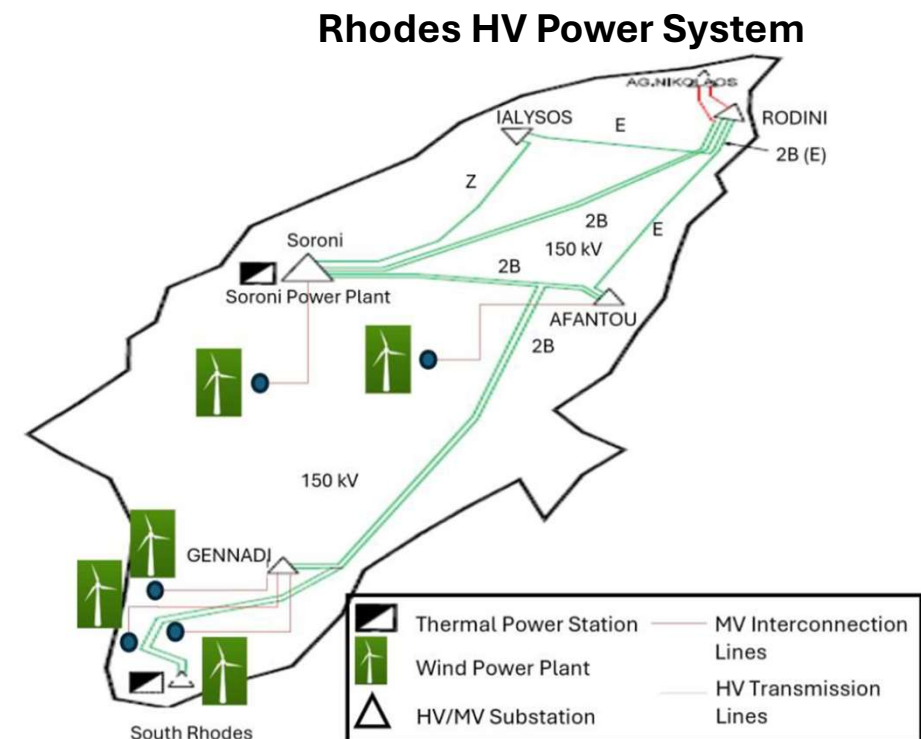 Rhodes HV Power System
AG.NIKOLAOS
IALYSOS
E
RODINI
2B (E)
Z
2B
E
Soroni
150 kV
2B
Soroni Power Plant
AFANTOU
2B
150 kV
GENNADI
Thermal Power Station
MV Interconnection
Lines
Wind Power Plant
HV Transmission
Lines
HV/MV Substation
South Rhodes